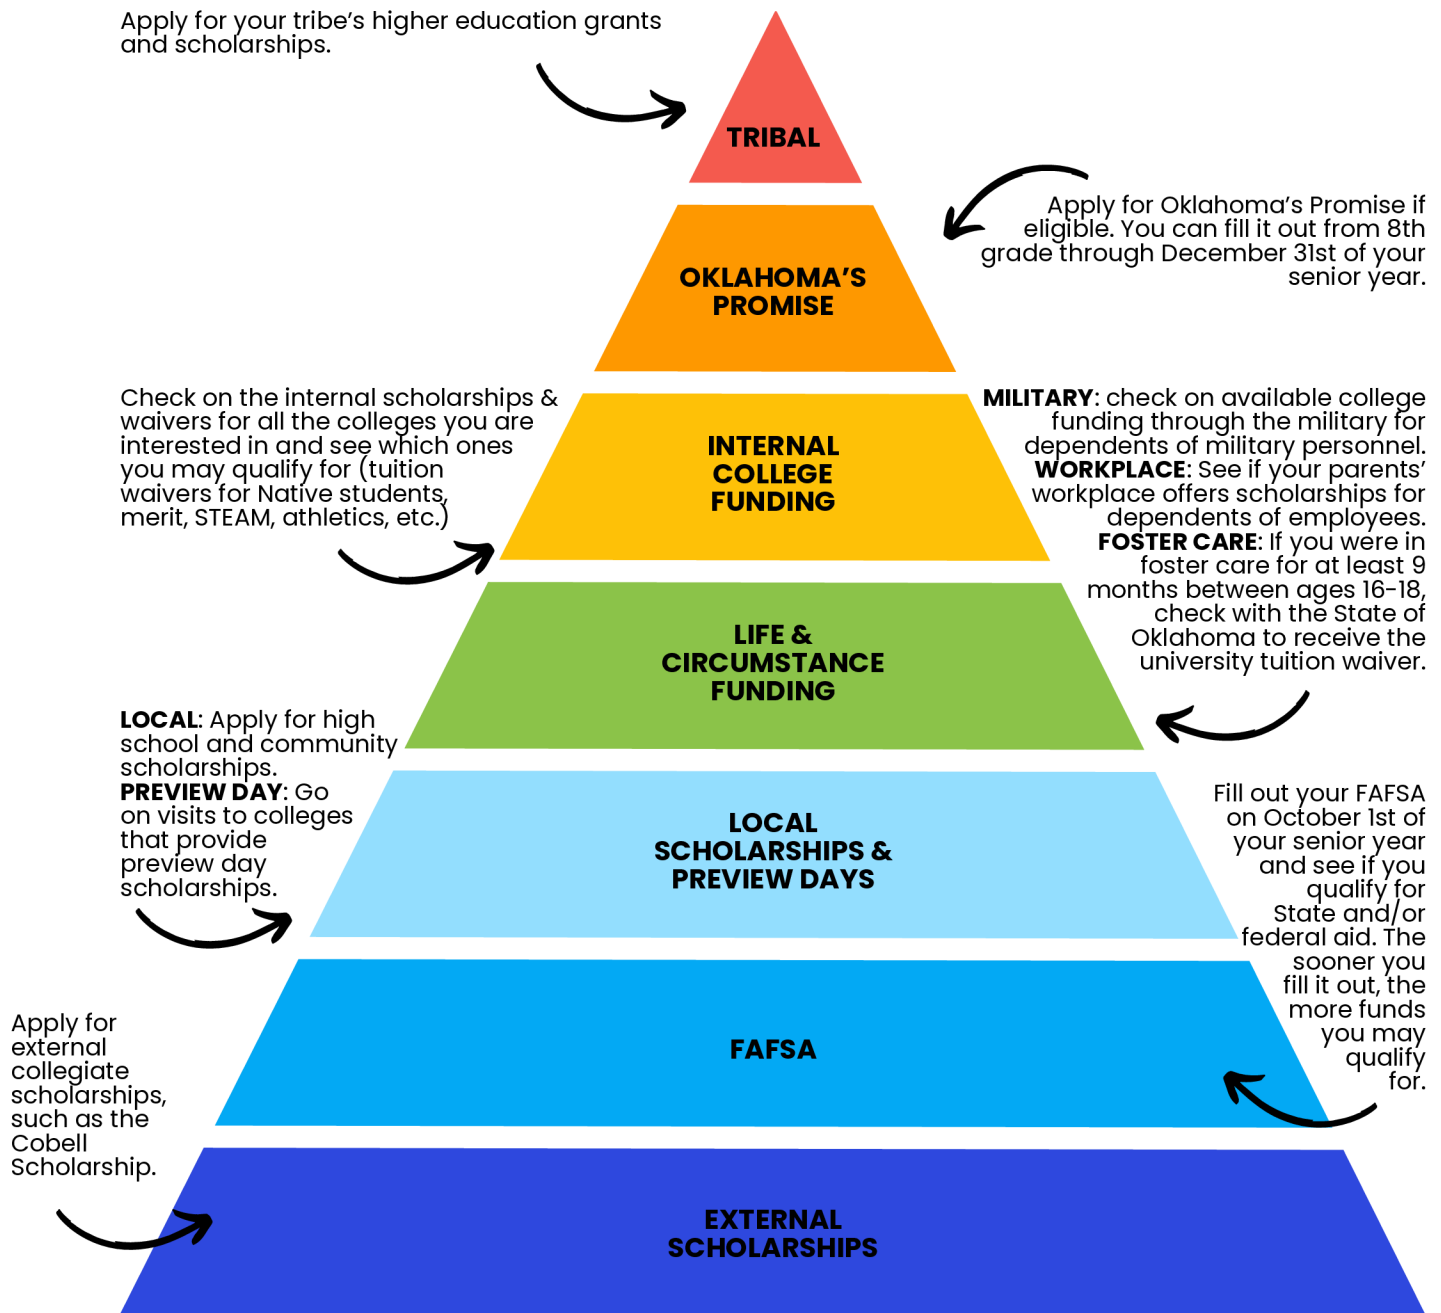 Apply for your tribe's higher education grants
and scholarships.
TRIBAL
Apply for Oklahoma's Promise if
eligible. You can fill it out from 8th
grade through December 31st of your
senior year.
OKLAHOMA'S
PROMISE
Check on the internal scholarships &
waivers for all the colleges you are
interested in and see which ones
you may qualify for (tuition
waivers for Native students,
merit, STEAM, athletics, etc.)
INTERNAL
COLLEGE
FUNDING
MILITARY: check on available college
funding through the military for
dependents of military personnel.
WORKPLACE: See if your parents'
workplace offers scholarships for
dependents of employees.
FOSTER CARE: If you were in
foster care for at least 9
months between ages 16-18,
check with the State of
Oklahoma to receive the
university tuition waiver.
LIFE &
CIRCUMSTANCE
FUNDING
LOCAL: Apply for high
school and community
scholarships.
PREVIEW DAY: Go
on visits to colleges
that provide
preview day
scholarships.
LOCAL
SCHOLARSHIPS &
PREVIEW DAYS
Fill out your FAFSA
on October 1st of
your senior year
and see if you
qualify for
State and/or
federal aid. The
sooner you
fill it out, the
more funds
you may
qualify
for.
FAFSA
Apply for
external
collegiate
scholarships,
such as the
Cobell
Scholarship.
EXTERNAL
SCHOLARSHIPS